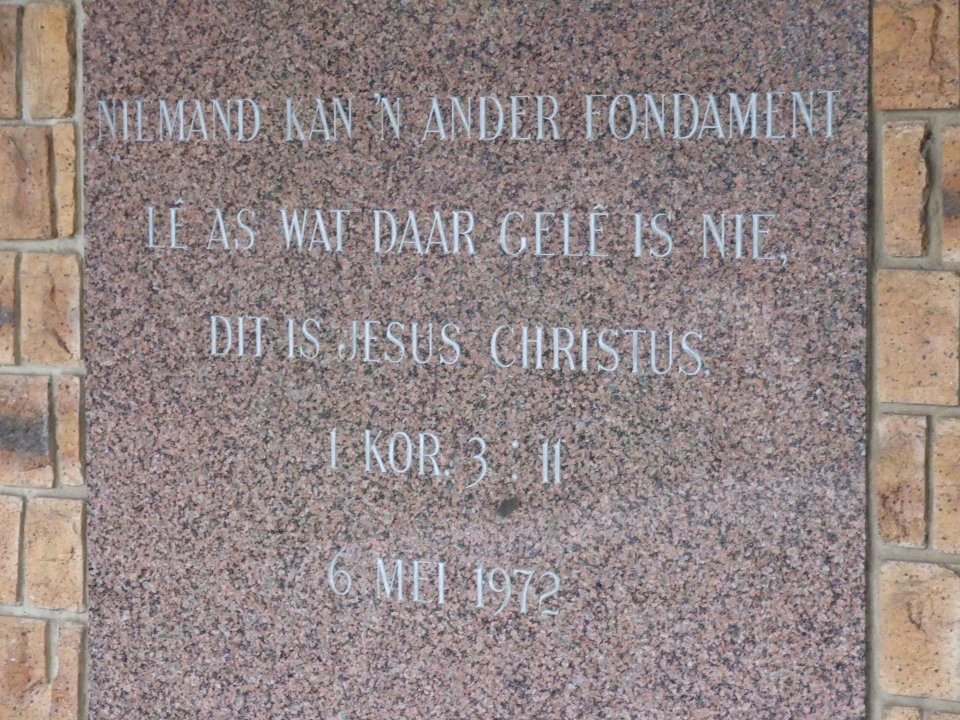 NIEMAND KAN 'N ANDER FONDAMENT
LÊ AS WAT DAAR GELÊ IS NIE,
DIT IS JESUS CHRISTUS.
1 KOR. 3 : 11
6 MEI 1972